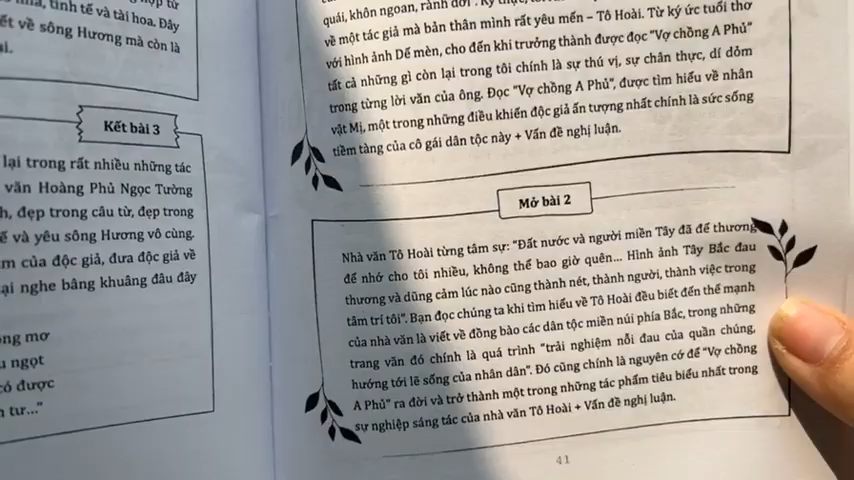 tinh tế và tài hoa. Đây
ết về sông Hương mà còn là
Kết bài 3
lại trong rất nhiều những tác
văn Hoàng Phủ Ngọc Tường
h, đẹp trong câu từ, đẹp trong
ế và yêu sông Hương vô cùng.
m của độc giả, đưa độc giả về
ại nghe bâng khuâng đâu đây
ng mơ
u ngọt
có được
tư..."
quái, khôn ngoan, rành đời
về một tác giả mà bản thân mình rất yêu mến – Tô Hoài. Từ ký ức tuổi thơ
với hình ảnh Dế mèn, cho đến khi trưởng thành được đọc "Vợ chồng A Phủ"
tất cả những gì còn lại trong tôi chính là sự thú vị, sự chân thực, dí dỏm
trong từng lời văn của ông. Đọc "Vợ chồng A Phủ", được tìm hiểu về nhân
vật Mị, một trong những điều khiến độc giả ấn tượng nhất chính là sức sống
tiềm tàng của cô gái dân tộc này + Vấn đề nghị luận.
Mở bài 2
Nhà văn Tô Hoài từng tâm sự: "Đất nước và người miền Tây đã để thương
để nhớ cho tôi nhiều, không thể bao giờ quên... Hình ảnh Tây Bắc đau
thương và dũng cảm lúc nào cũng thành nét, thành người, thành việc trong
tâm trí tôi". Bạn đọc chúng ta khi tìm hiểu về Tô Hoài đều biết đến thế mạnh
của nhà văn là viết về đồng bào các dân tộc miền núi phía Bắc, trong những
trang văn đó chính là quá trình "trải nghiệm nỗi đau của quần chúng,
hướng tới lẽ sống của nhân dân". Đó cũng chính là nguyên cớ để "Vợ chồng
A Phủ" ra đời và trở thành một trong những tác phẩm tiêu biểu nhất trong
sự nghiệp sáng tác của nhà văn Tô Hoài + Vấn đề nghị luận.
41